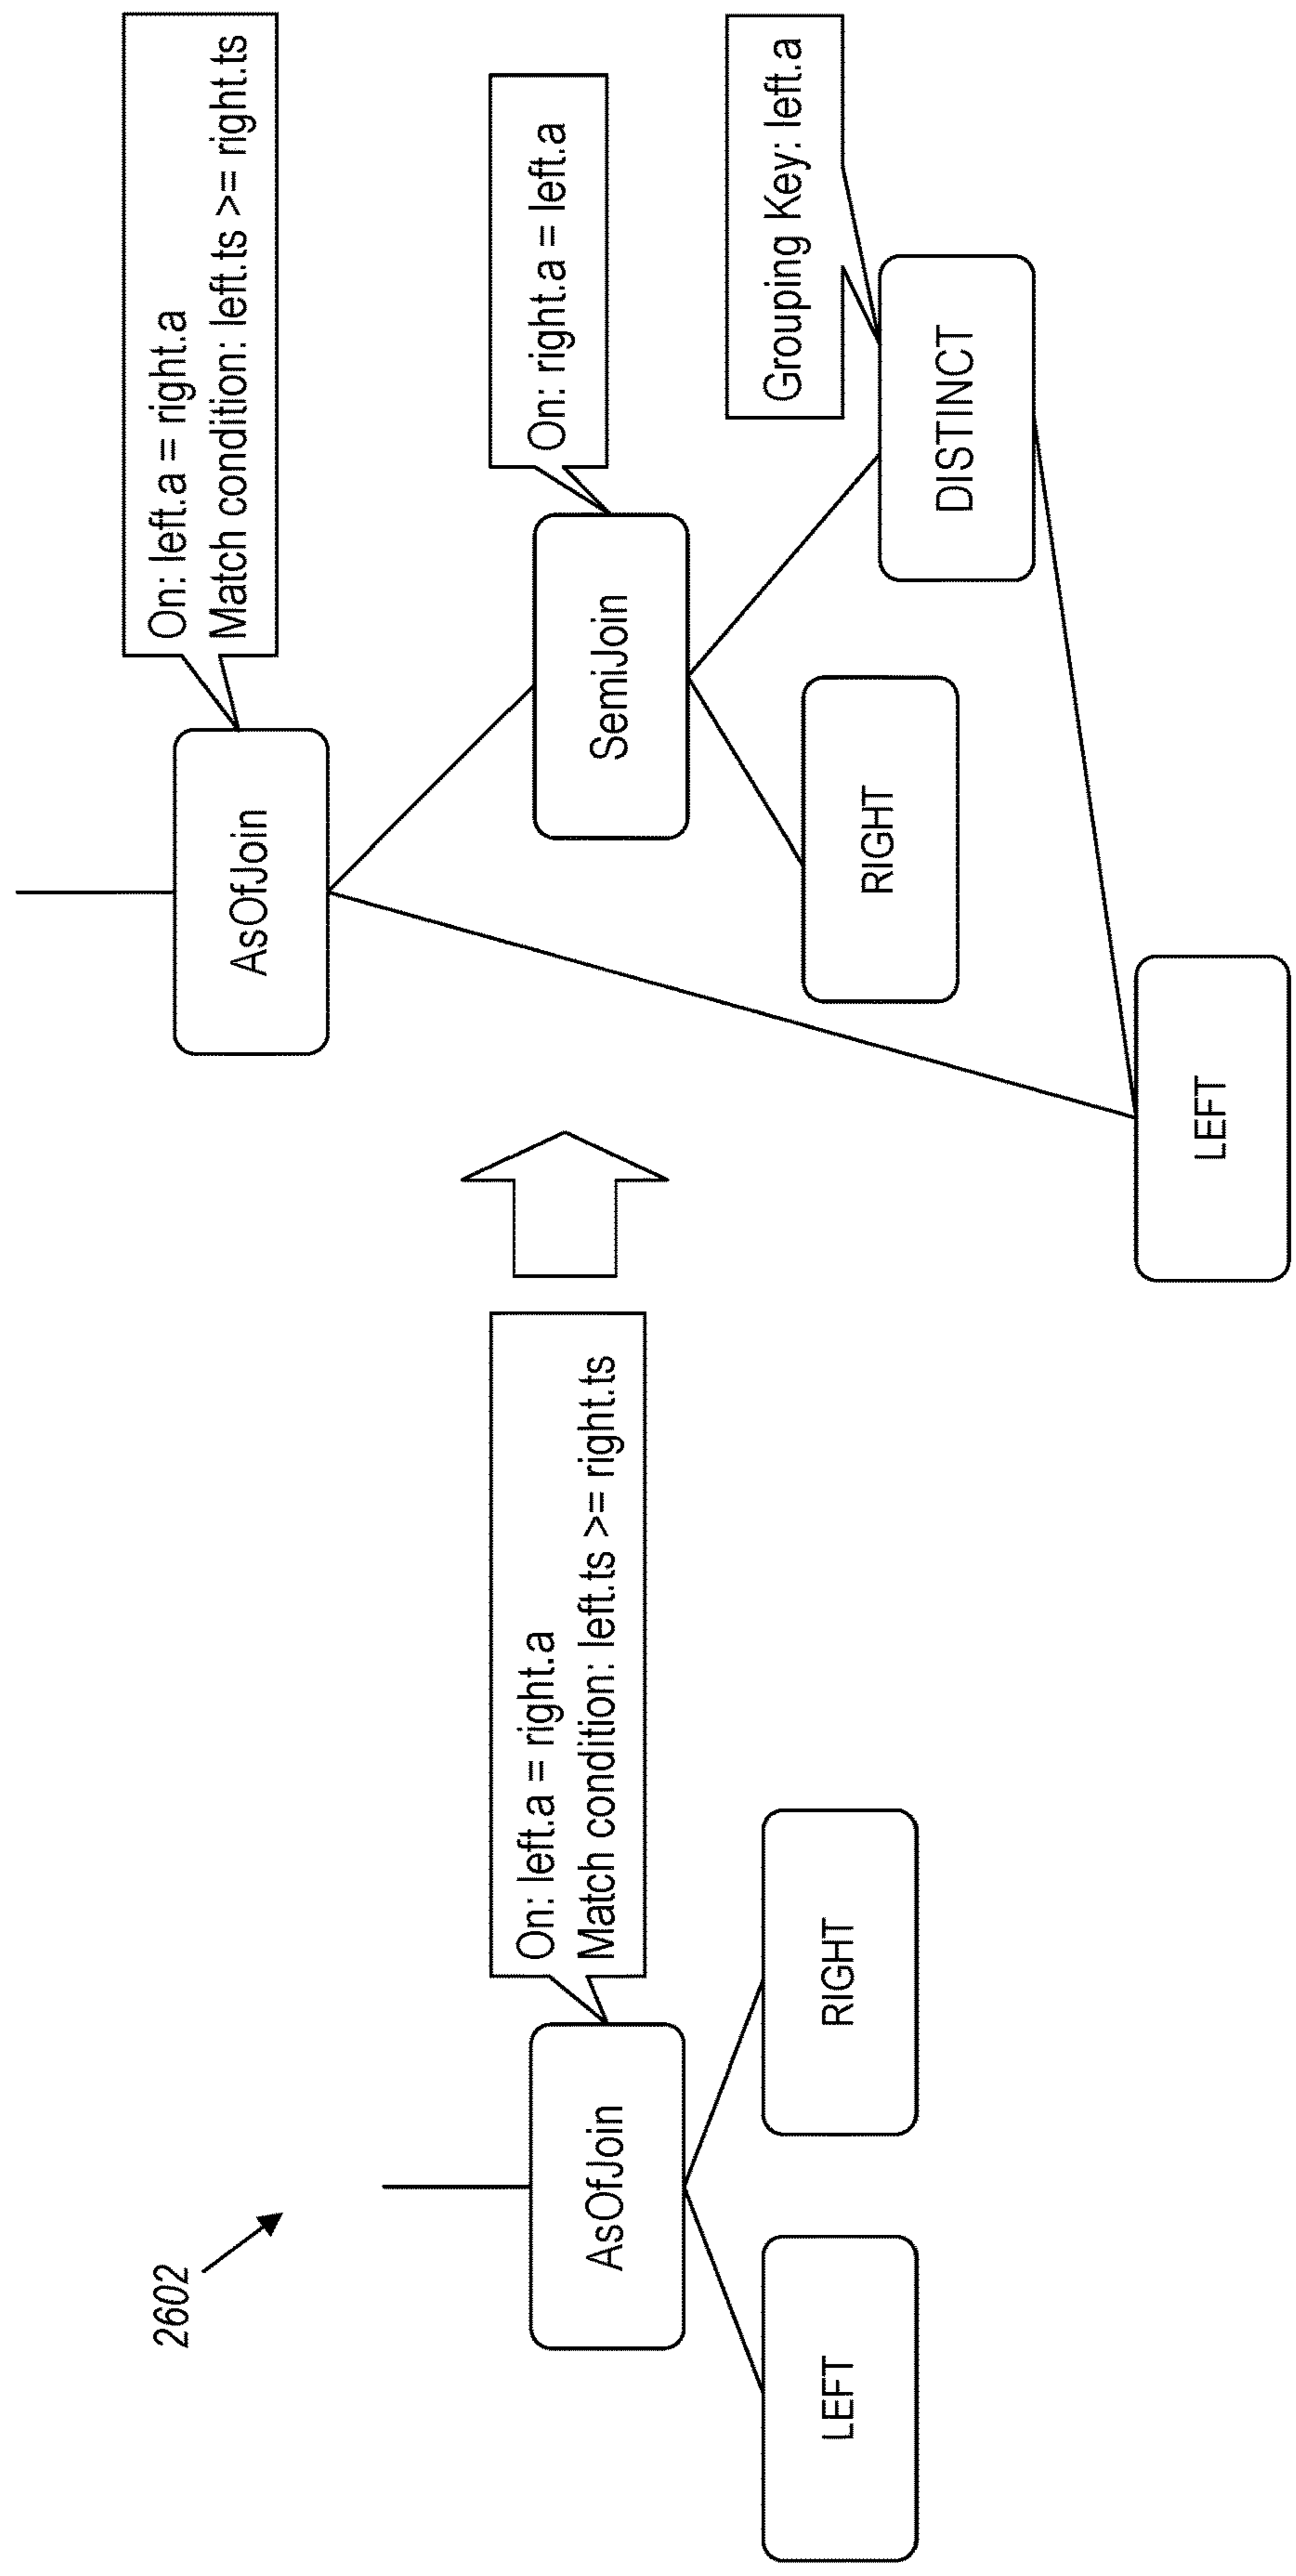 2602
AsOfJoin
On: left.a = right.a
Match condition: left.ts >= right.ts
LEFT
RIGHT
AsOfJoin
On: left.a = right.a
Match condition: left.ts >= right.ts
SemiJoin
On: right.a = left.a
RIGHT
DISTINCT
Grouping Key: left.a
LEFT